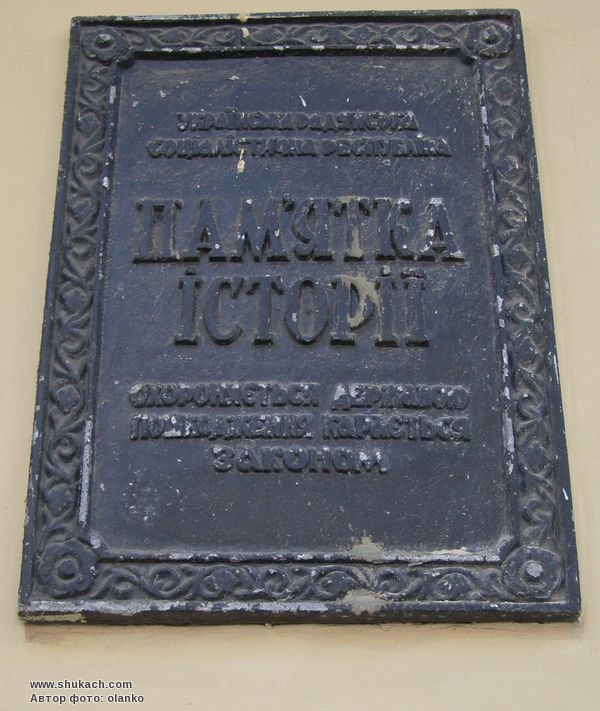 УКРАЇНСЬКА РАДЯНСЬКА
СОЦІАЛІСТИЧНА РЕСПУБЛІКА
ПАМ'ЯТКА
ІСТОРІЇ
ОХОРОНЯЄТЬСЯ ДЕРЖАВОЮ
ПОШКОДЖЕННЯ КАРАЄТЬСЯ
ЗАКОНОМ
www.shukach.com
Автор фото: olanko